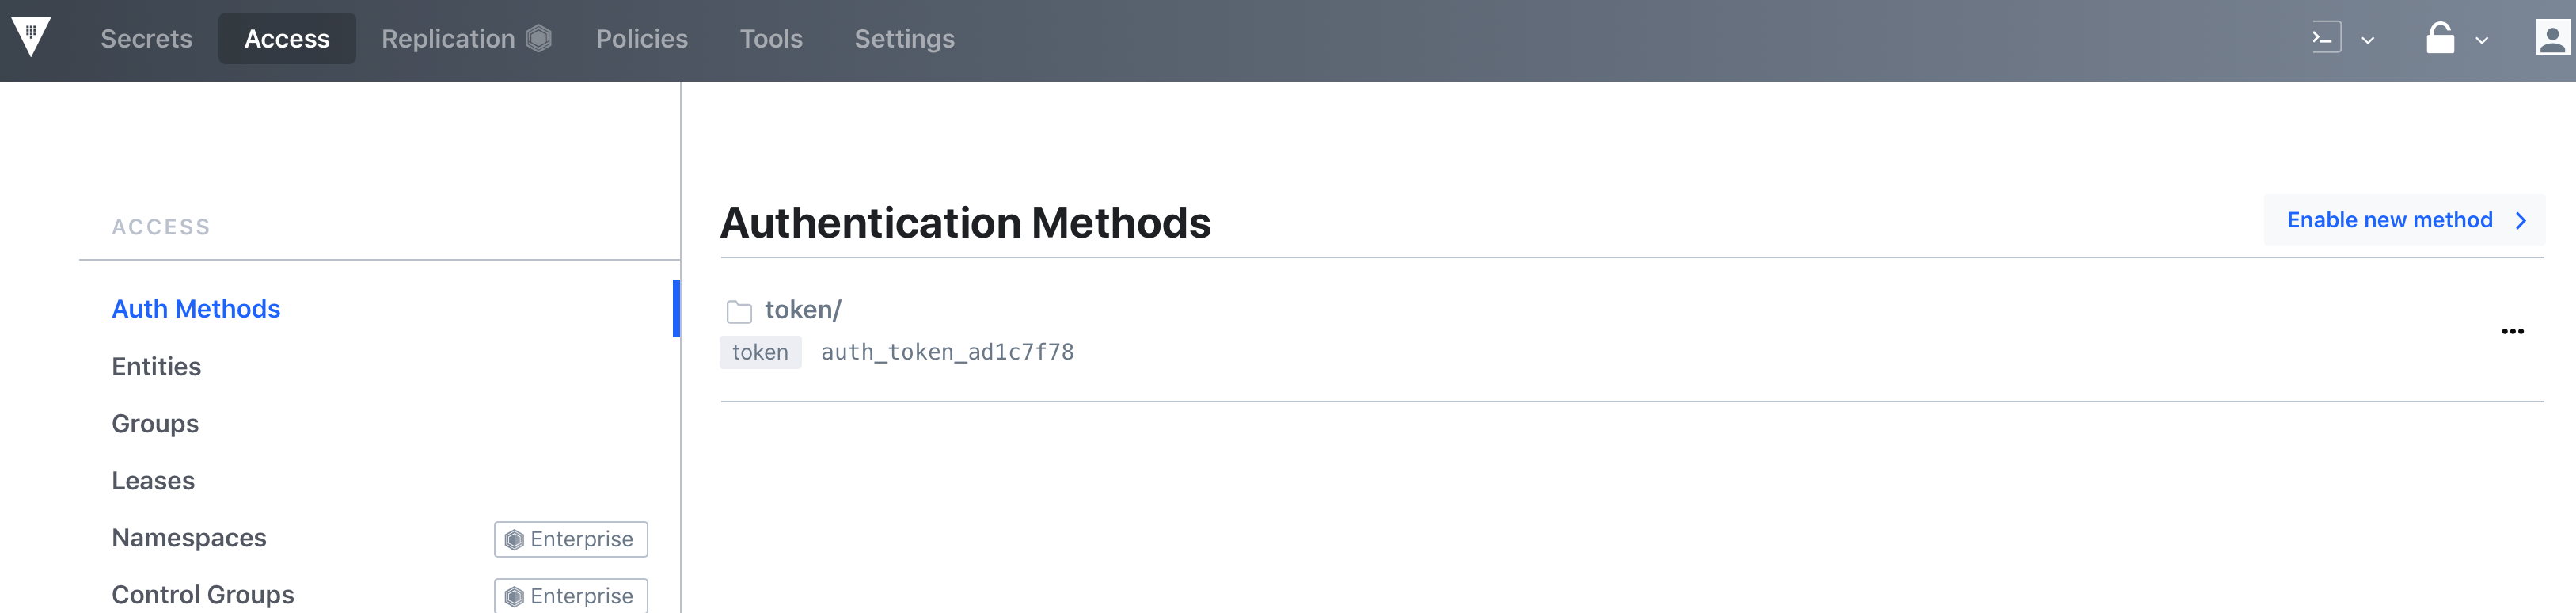 Secrets Access Replication Policies Tools Settings
ACCESS
Auth Methods
Entities
Groups
Leases
Namespaces Enterprise
Control Groups Enterprise
Authentication Methods Enable new method
token/
token auth_token_ad1c7f78